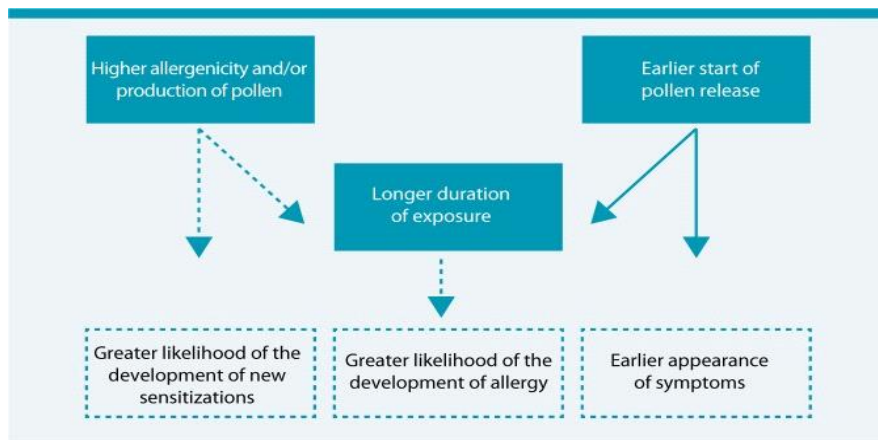 Higher allergenicity and/or
production of pollen
Earlier start of
pollen release
Longer duration
of exposure
Greater likelihood of the
development of new
sensitizations
Greater likelihood of the
development of allergy
Earlier appearance
of symptoms